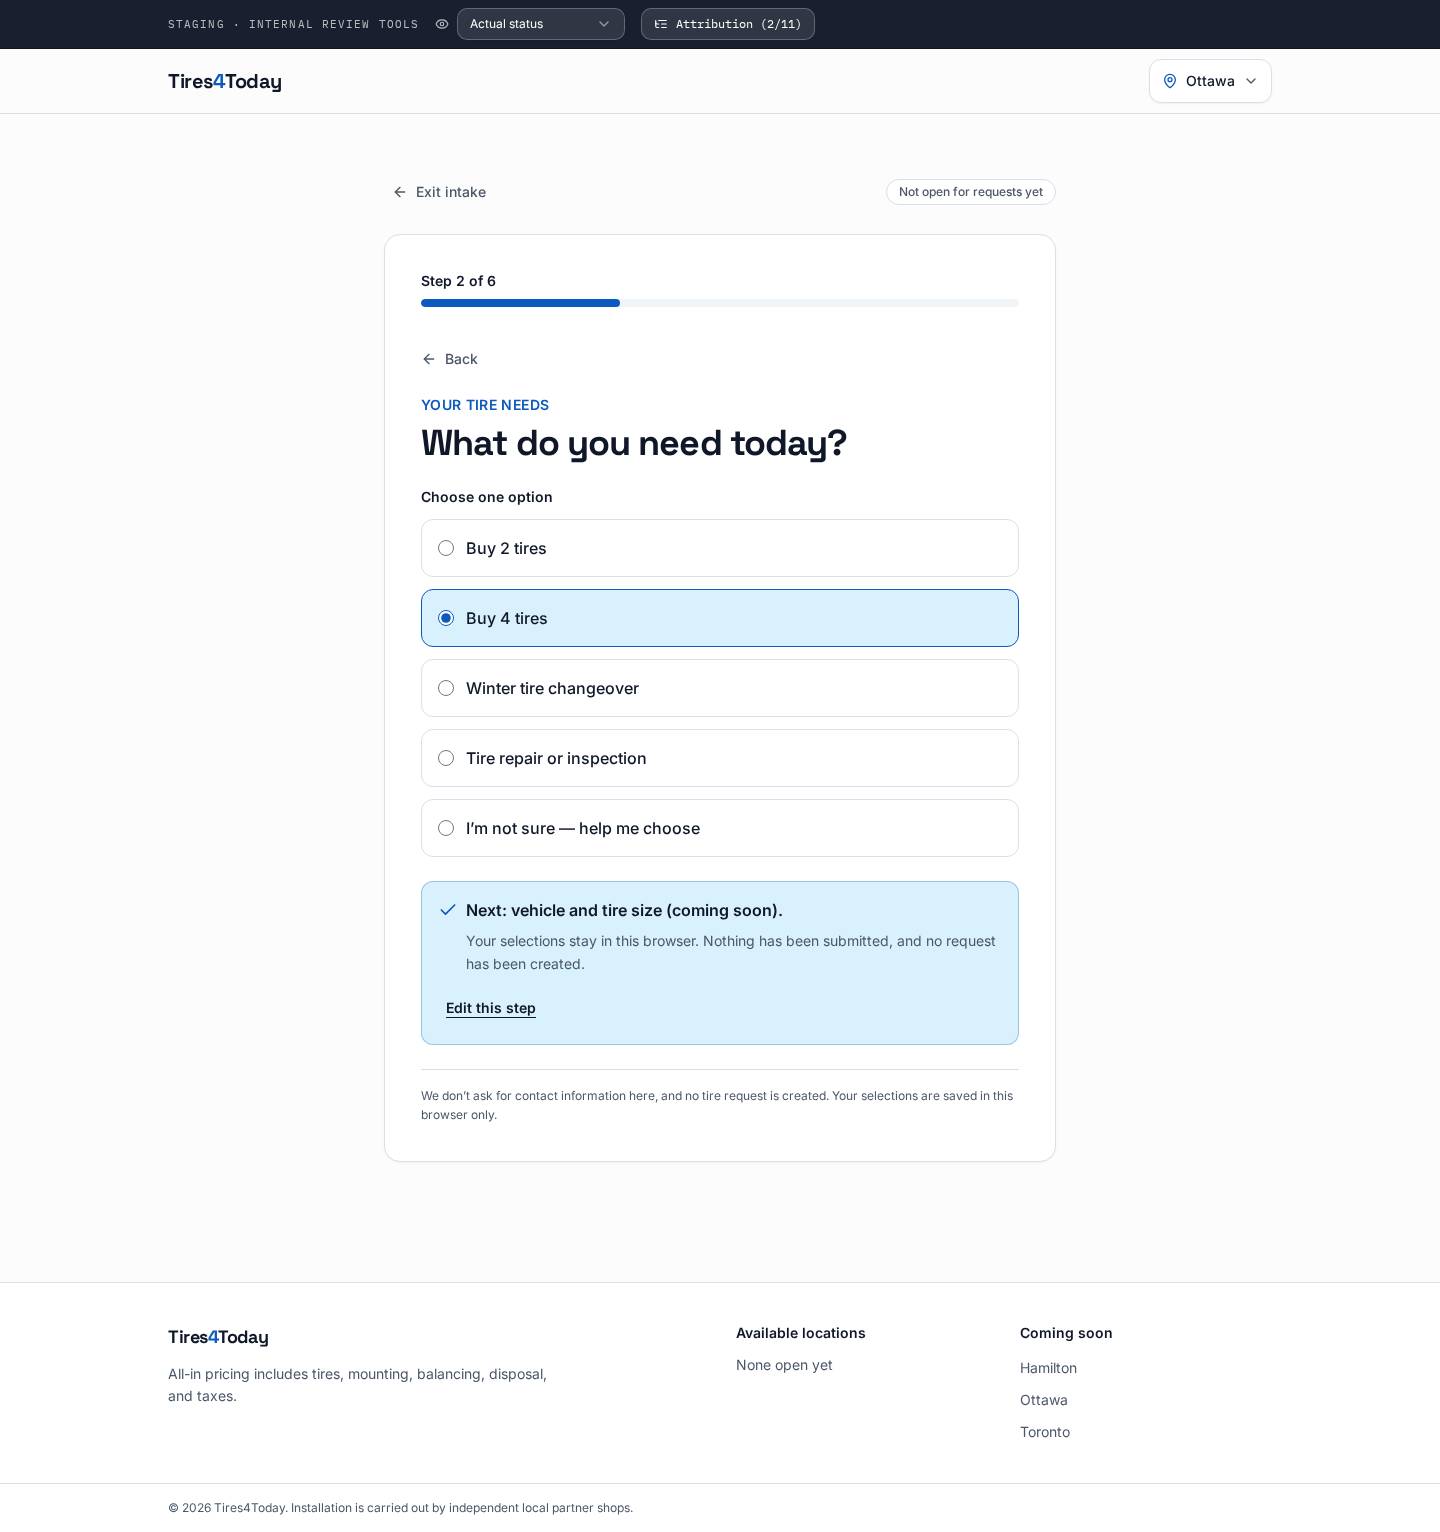 STAGING · INTERNAL REVIEW TOOLS
Actual status
Attribution (2/11)
Tires4Today
Ottawa
Exit intake
Not open for requests yet
Step 2 of 6
Back
YOUR TIRE NEEDS
What do you need today?
Choose one option
Buy 2 tires
Buy 4 tires
Winter tire changeover
Tire repair or inspection
I’m not sure — help me choose
Next: vehicle and tire size (coming soon).
Your selections stay in this browser. Nothing has been submitted, and no request
has been created.
Edit this step
We don’t ask for contact information here, and no tire request is created. Your selections are saved in this
browser only.
Tires4Today
All-in pricing includes tires, mounting, balancing, disposal,
and taxes.
Available locations
None open yet
Coming soon
Hamilton
Ottawa
Toronto
© 2026 Tires4Today. Installation is carried out by independent local partner shops.